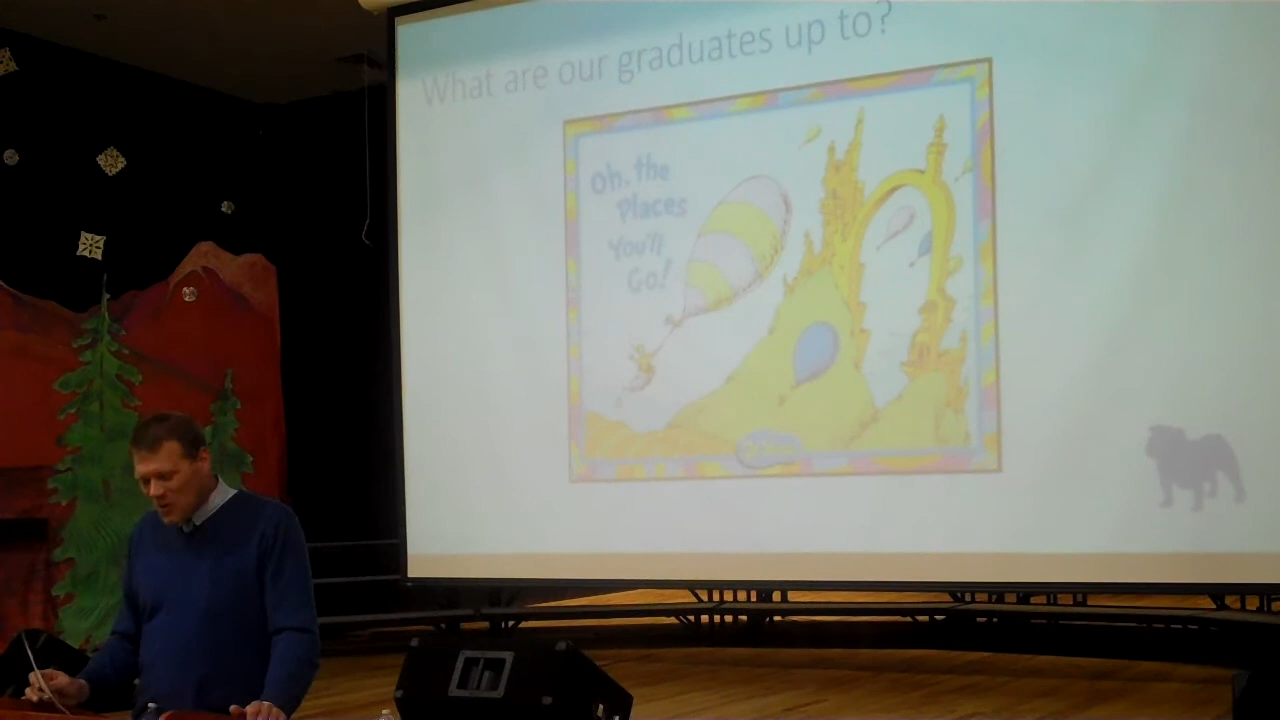 What are our graduates up to?
Oh, the
Places
You'll
Go!